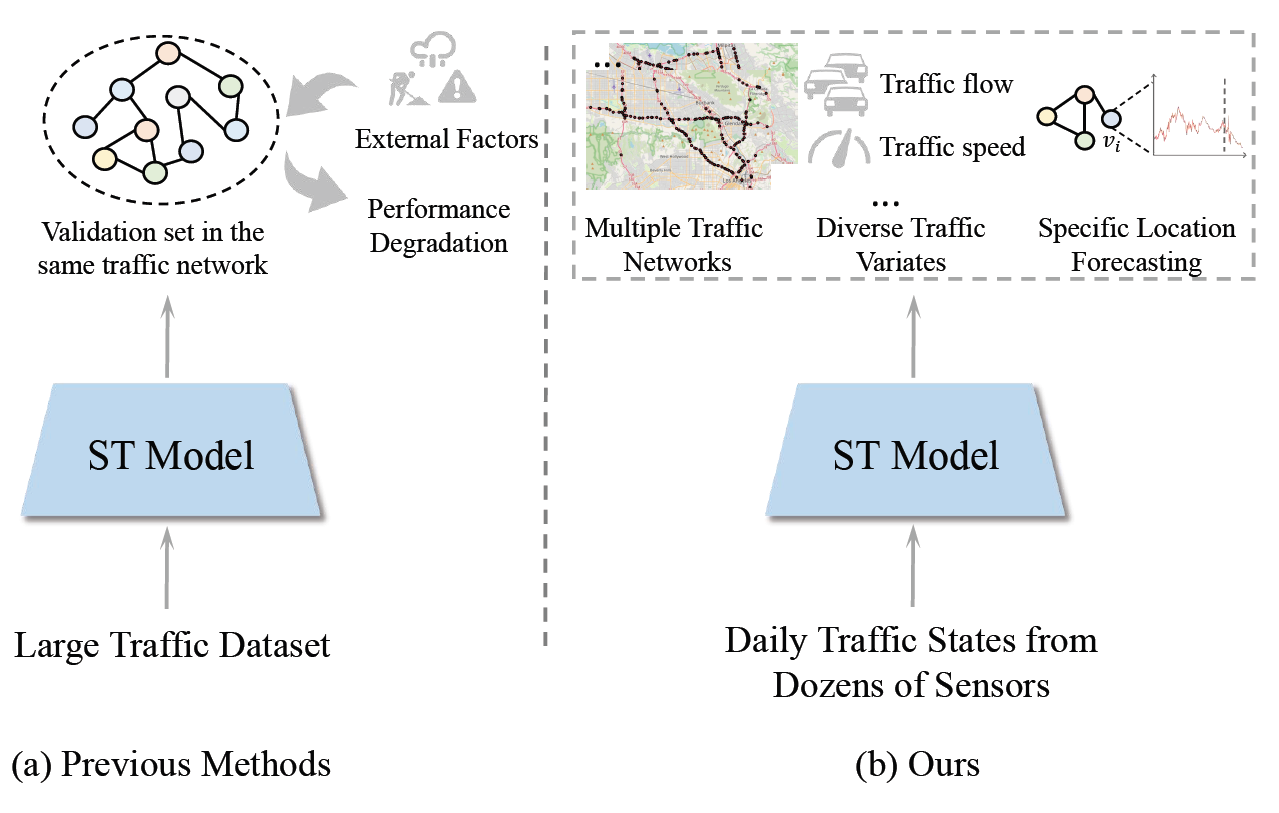 External Factors
Performance
Degradation
Validation set in the
same traffic network
ST Model
Large Traffic Dataset
(a) Previous Methods
...
Multiple Traffic
Networks
Traffic flow
Traffic speed
...
Diverse Traffic
Variates
v_i
Specific Location
Forecasting
ST Model
Daily Traffic States from
Dozens of Sensors
(b) Ours